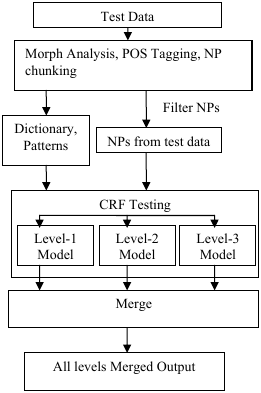 Test Data
Morph Analysis, POS Tagging, NP
chunking
Filter NPs
Dictionary,
Patterns
NPs from test data
CRF Testing
Level-1
Model
Level-2
Model
Level-3
Model
Merge
All levels Merged Output